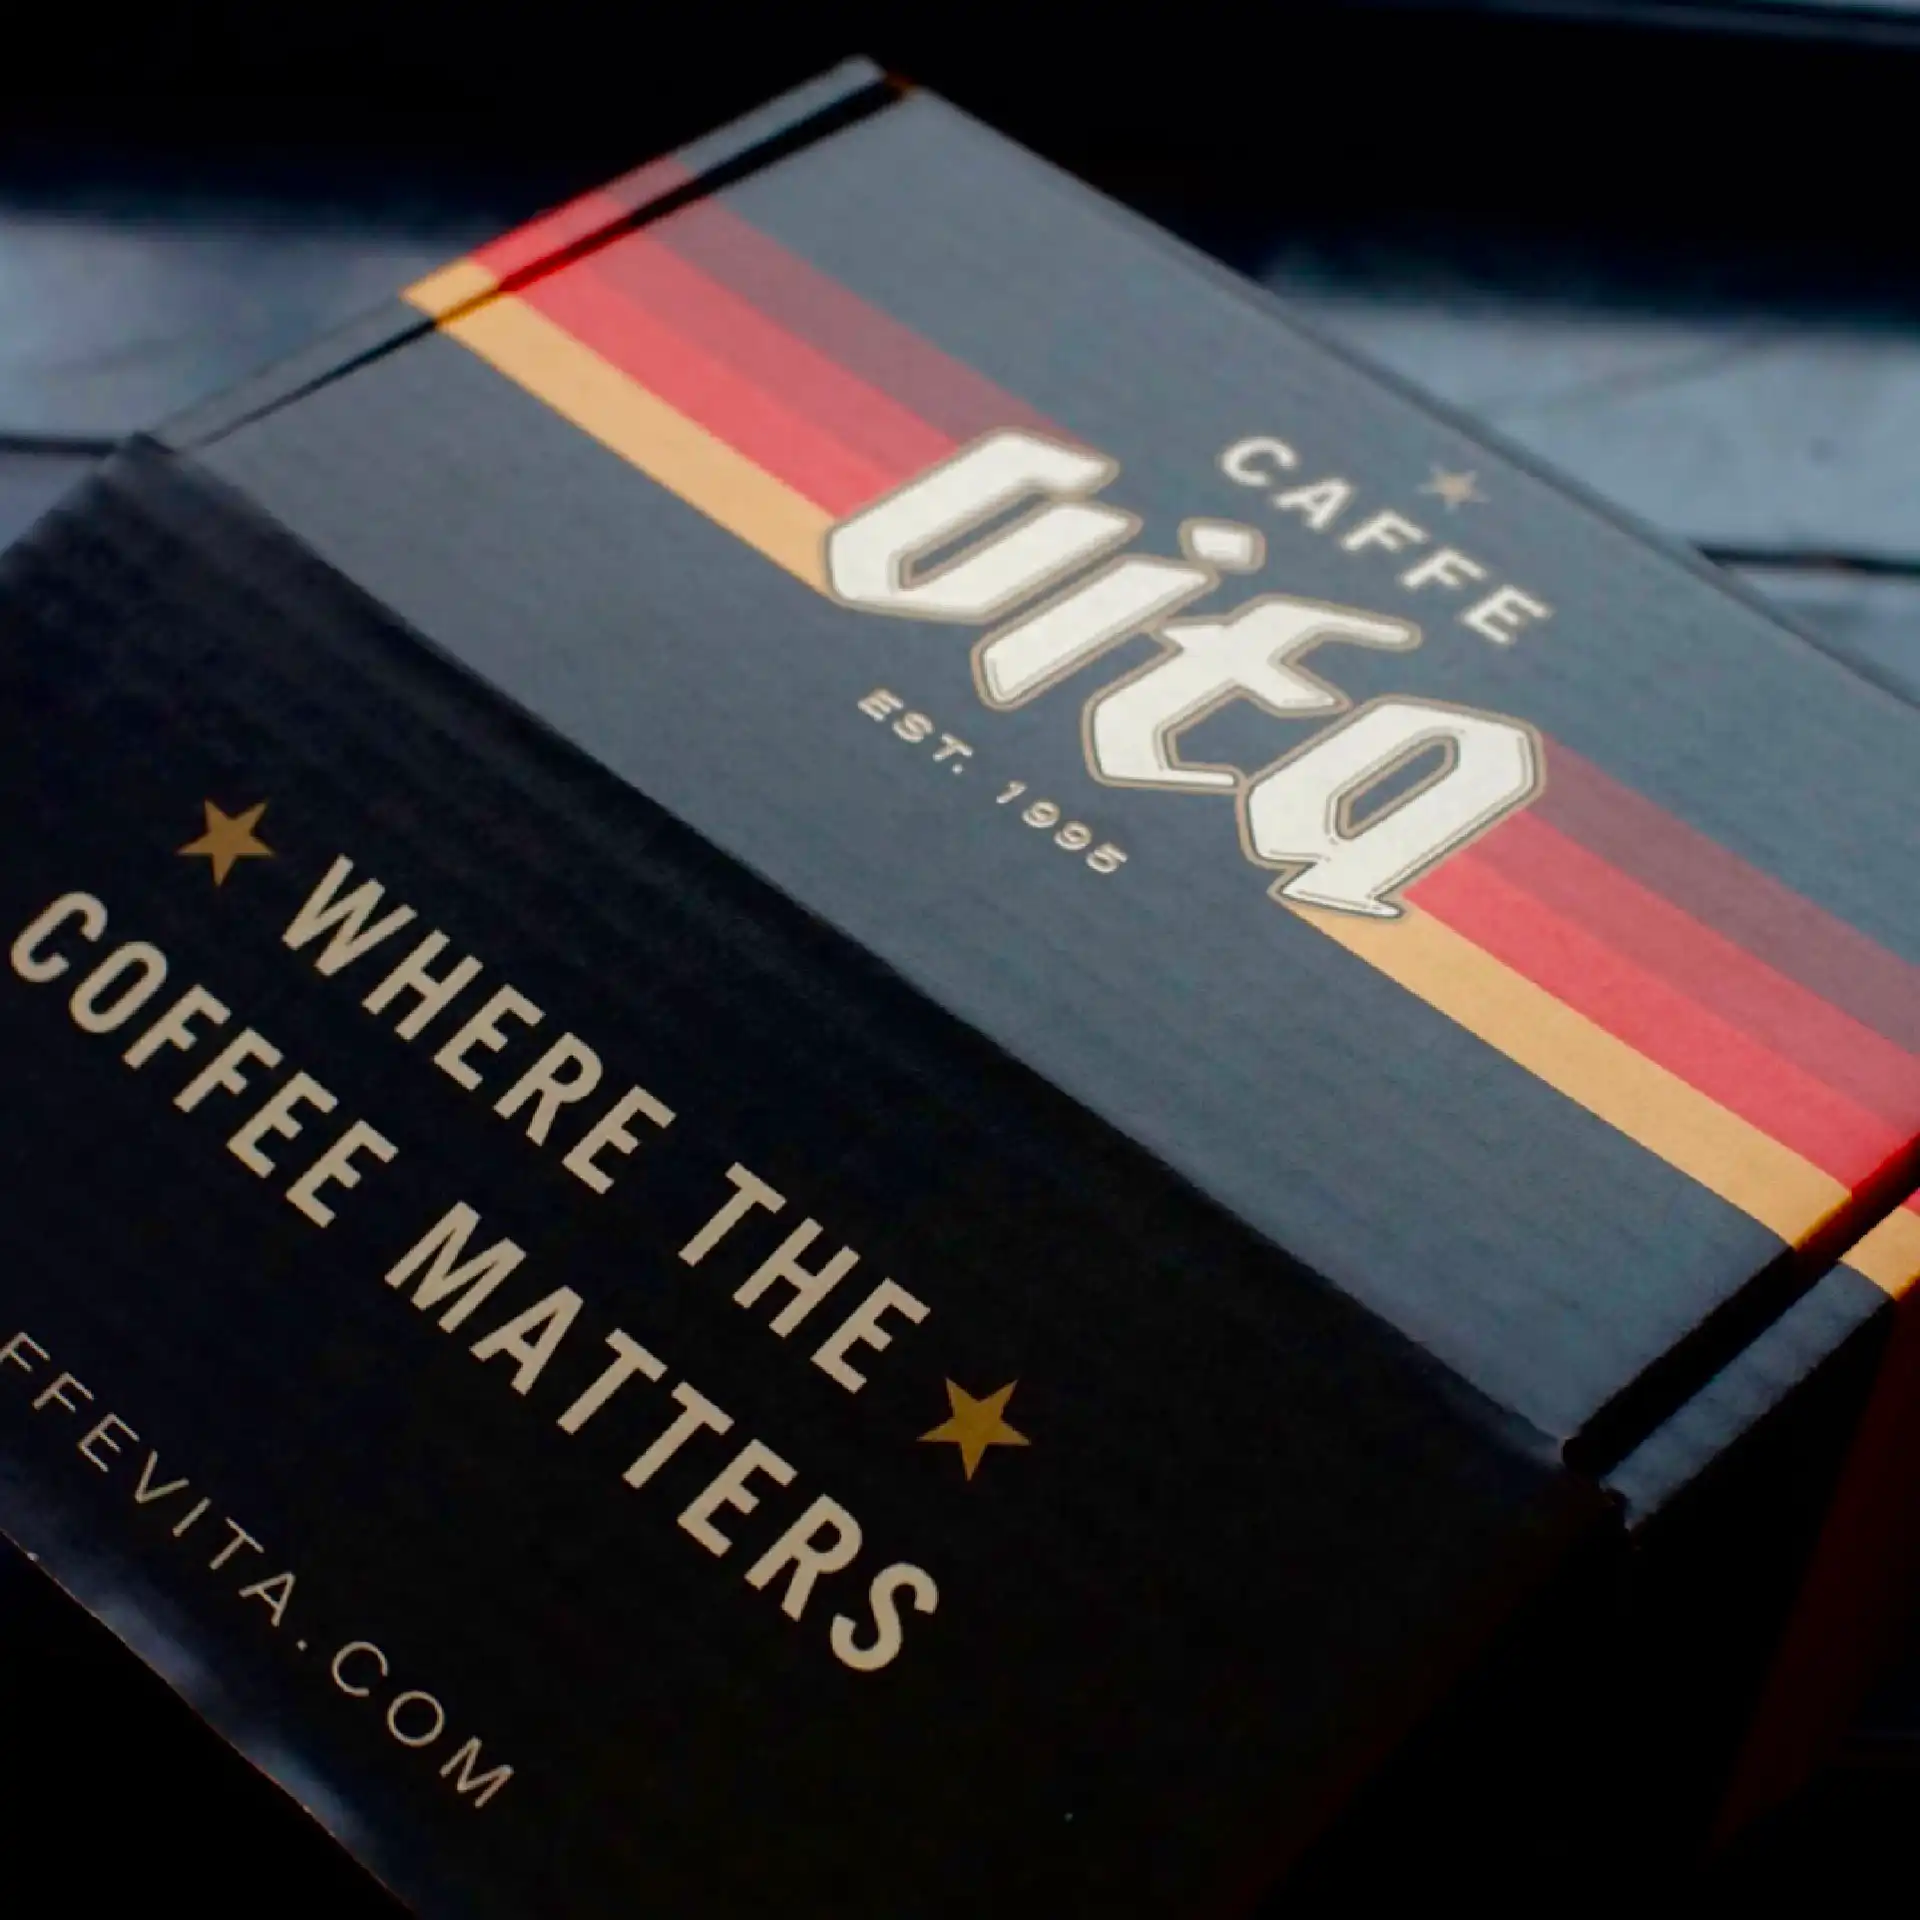 CAFFE
vita
EST. 1995
WHERE THE
COFFEE MATTERS
FFEVITA.COM